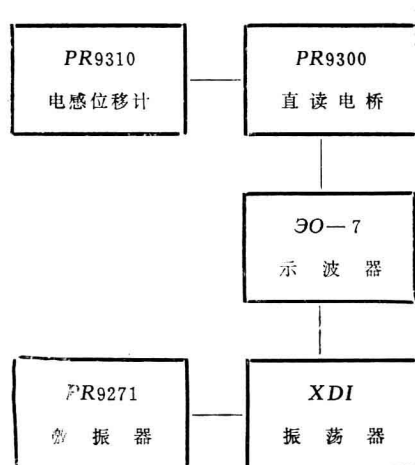 PR9310
电感位移计
PR9300
直读电桥
ЭО—7
示波器
PR9271
激振器
XDI
振荡器